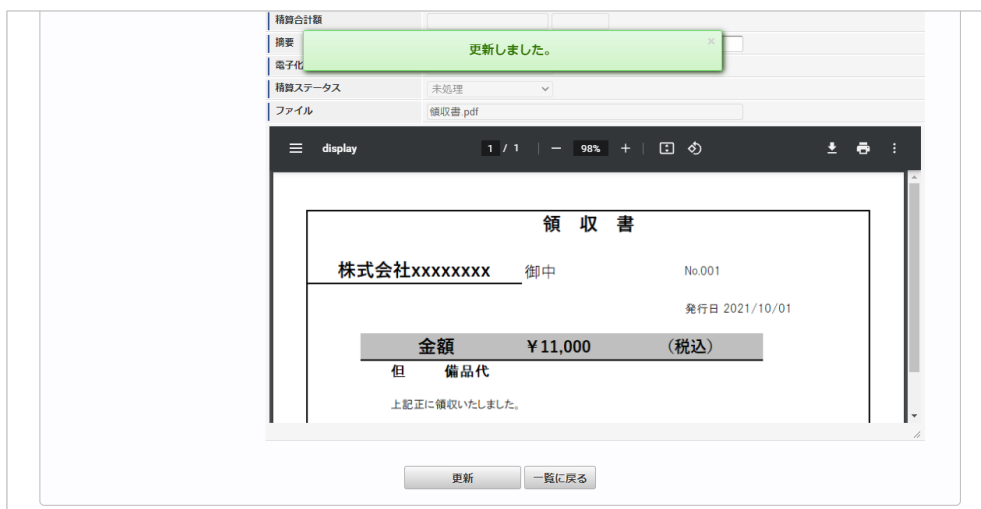 精算合計額
摘要
更新しました。
×
電子化
精算ステータス 未処理
ファイル 領収書.pdf
display 1 / 1 98%
領 収 書
株式会社xxxxxxxx 御中 No.001
発行日 2021/10/01
金額 ¥11,000 (税込)
但 備品代
上記正に領収いたしました。
更新 一覧に戻る